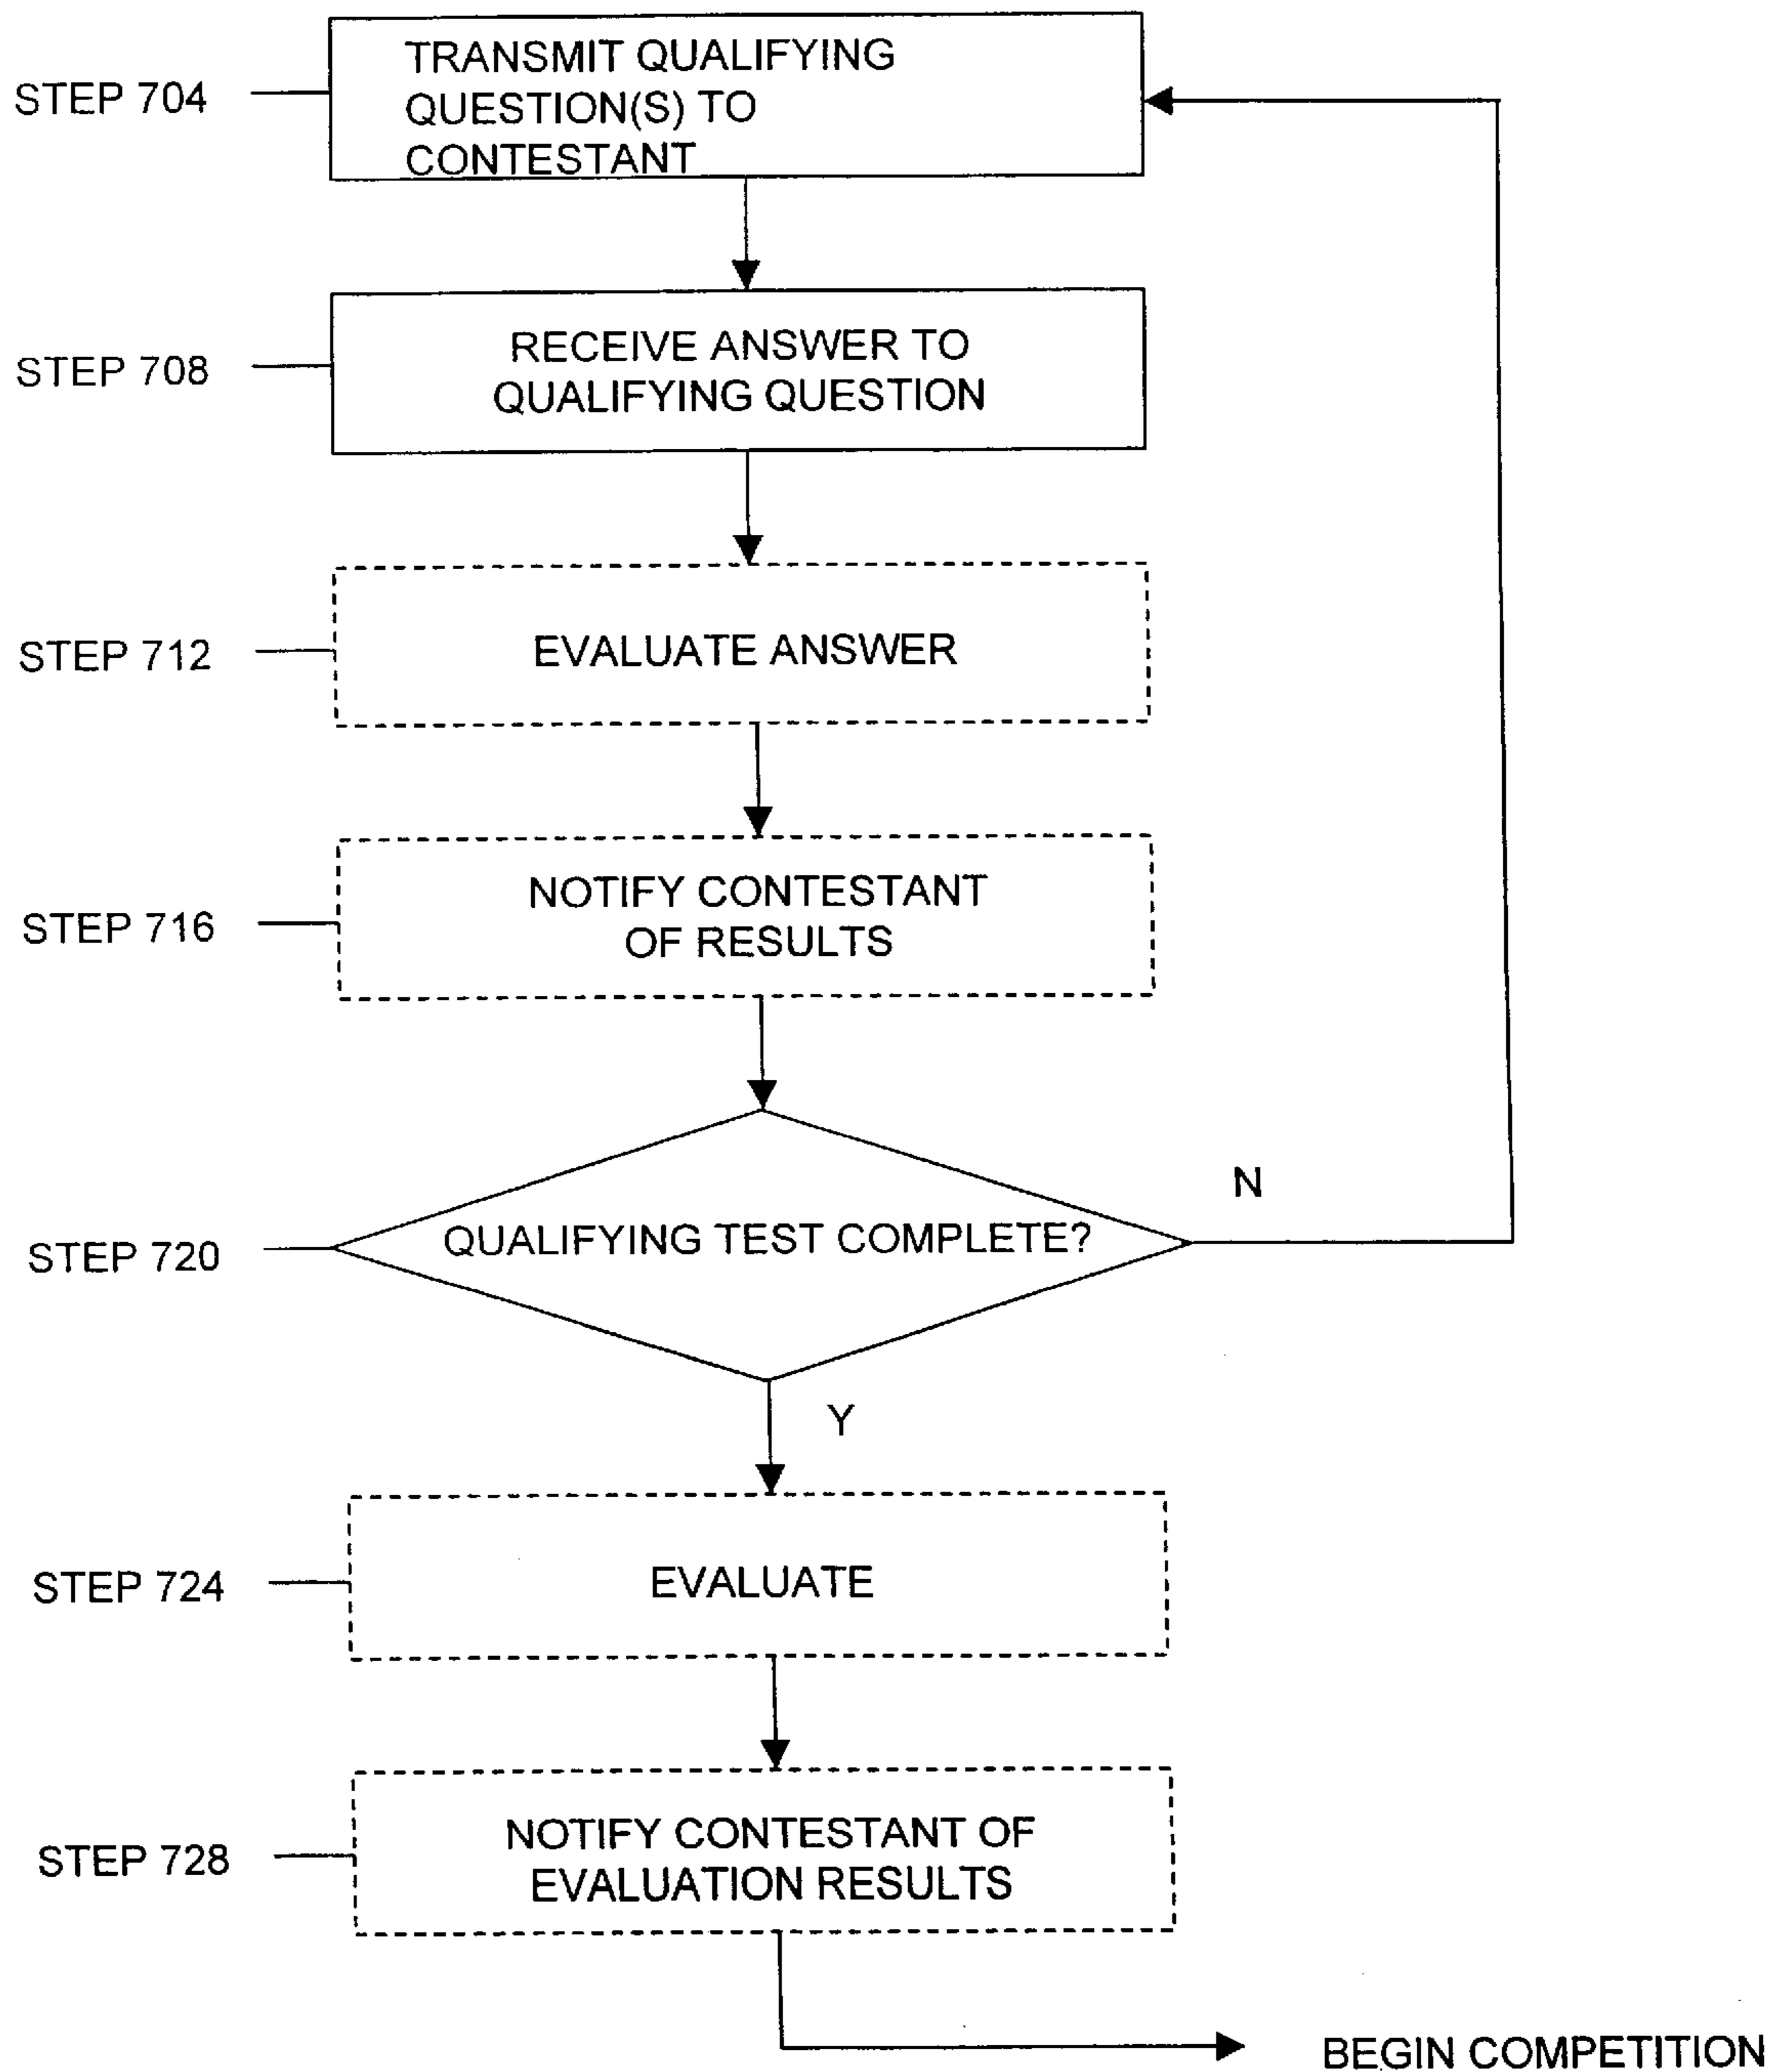 STEP 704
TRANSMIT QUALIFYING
QUESTION(S) TO
CONTESTANT
STEP 708
RECEIVE ANSWER TO
QUALIFYING QUESTION
STEP 712
EVALUATE ANSWER
STEP 716
NOTIFY CONTESTANT
OF RESULTS
STEP 720
QUALIFYING TEST COMPLETE?
N
Y
STEP 724
EVALUATE
STEP 728
NOTIFY CONTESTANT OF
EVALUATION RESULTS
BEGIN COMPETITION